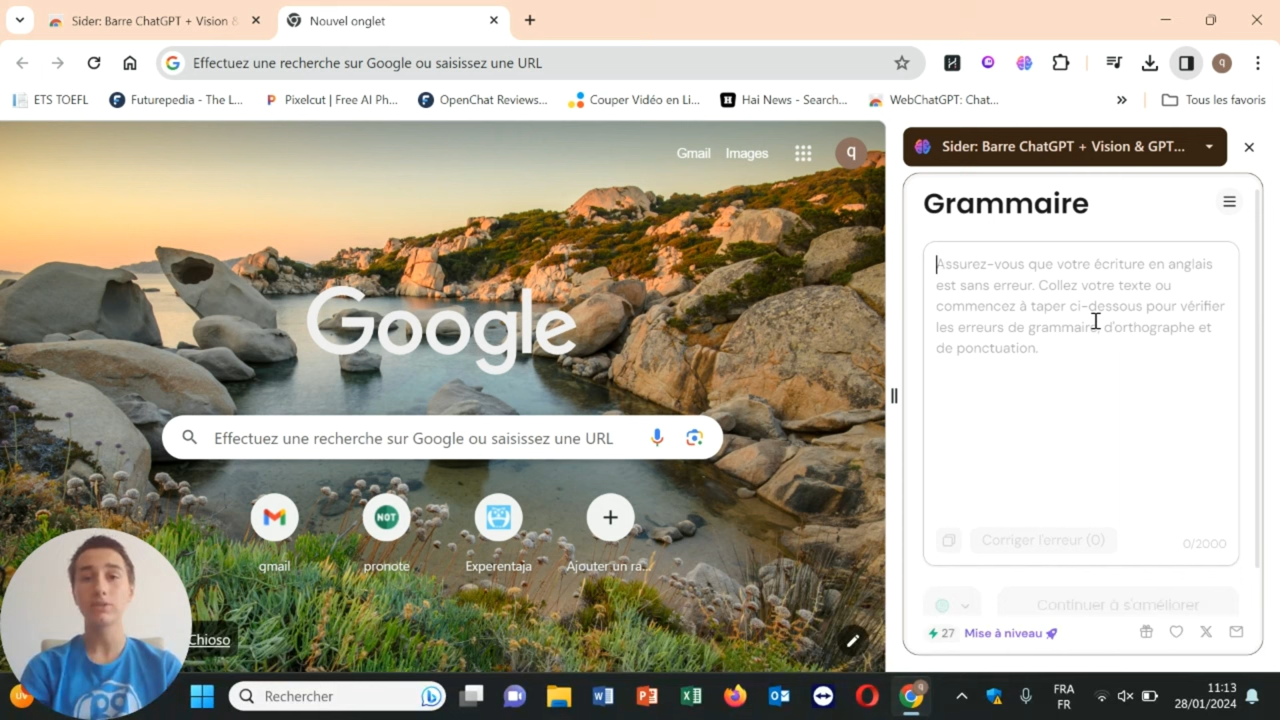 Sider: Barre ChatGPT + Vision &
Nouvel onglet
Effectuez une recherche sur Google ou saisissez une URL
q
ETS TOEFL
Futurepedia - The L...
Pixelcut | Free AI Ph...
OpenChat Reviews...
Couper Vidéo en Li...
Hai News - Search...
WebChatGPT: Chat...
Tous les favoris
Gmail
Images
q
Google
Effectuez une recherche sur Google ou saisissez une URL
qmail
NOT
pronote
Experentaja
Ajouter un ra...
Chioso
Sider: Barre ChatGPT + Vision & GPT...
Grammaire
Assurez-vous que votre écriture en anglais
est sans erreur. Collez votre texte ou
commencez à taper ci-dessous pour vérifier
les erreurs de grammaire d'orthographe et
de ponctuation.
Corriger l'erreur (0)
0/2000
Continuer à s'améliorer
27
Mise à niveau
UV
Rechercher
FRA
FR
11:13
28/01/2024